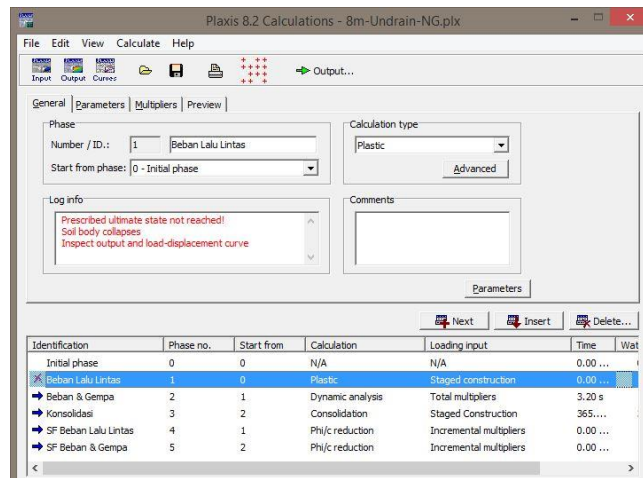 Plaxis 8.2 Calculations - 8m-Undrain-NG.plx
File Edit View Calculate Help
Input Output Curves Output...
General Parameters Multipliers Preview
Phase
Number / ID.: 1 Beban Lalu Lintas
Start from phase: 0 - Initial phase
Calculation type
Plastic
Advanced
Log info
Prescribed ultimate state not reached!
Soil body collapses
Inspect output and load-displacement curve
Comments
Parameters
Next Insert Delete...
Identification Phase no. Start from Calculation Loading input Time Wat
Initial phase 0 0 N/A N/A 0.00 ...
Beban Lalu Lintas 1 0 Plastic Staged construction 0.00 ...
Beban & Gempa 2 1 Dynamic analysis Total multipliers 3.20 s
Konsolidasi 3 2 Consolidation Staged Construction 365....
SF Beban Lalu Lintas 4 1 Phi/c reduction Incremental multipliers 0.00 ...
SF Beban & Gempa 5 2 Phi/c reduction Incremental multipliers 0.00 ...